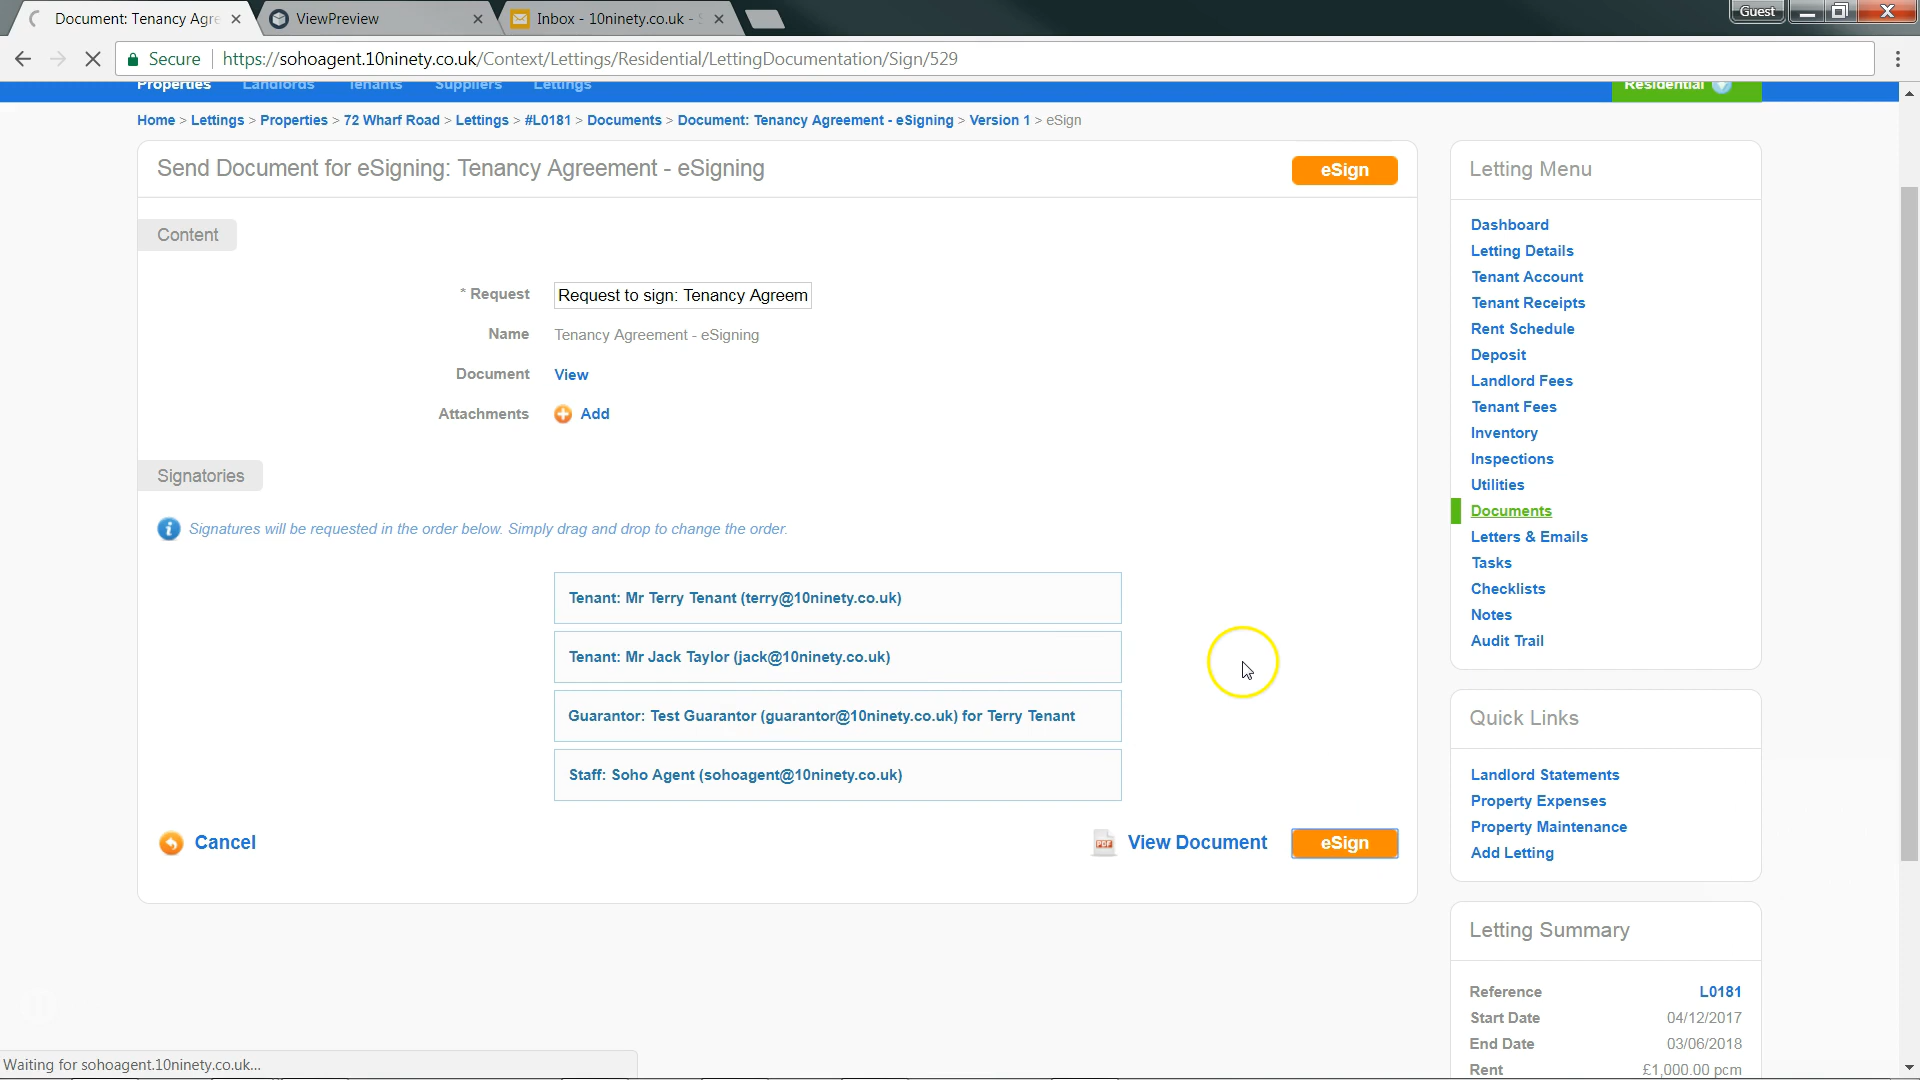 Document: Tenancy Agre
ViewPreview
Inbox - 10ninety.co.uk -
Guest
Secure
https://sohoagent.10ninety.co.uk/Context/Lettings/Residential/LettingDocumentation/Sign/529
Properties Landlords Tenants Suppliers Lettings Residential
Home > Lettings > Properties > 72 Wharf Road > Lettings > #L0181 > Documents > Document: Tenancy Agreement - eSigning > Version 1 > eSign
Send Document for eSigning: Tenancy Agreement - eSigning
eSign
Content
* Request Request to sign: Tenancy Agreem
Name Tenancy Agreement - eSigning
Document View
Attachments Add
Signatories
Signatures will be requested in the order below. Simply drag and drop to change the order.
Tenant: Mr Terry Tenant (terry@10ninety.co.uk)
Tenant: Mr Jack Taylor (jack@10ninety.co.uk)
Guarantor: Test Guarantor (guarantor@10ninety.co.uk) for Terry Tenant
Staff: Soho Agent (sohoagent@10ninety.co.uk)
Cancel
PDF
View Document
eSign
Letting Menu
Dashboard
Letting Details
Tenant Account
Tenant Receipts
Rent Schedule
Deposit
Landlord Fees
Tenant Fees
Inventory
Inspections
Utilities
Documents
Letters & Emails
Tasks
Checklists
Notes
Audit Trail
Quick Links
Landlord Statements
Property Expenses
Property Maintenance
Add Letting
Letting Summary
Reference L0181
Start Date 04/12/2017
End Date 03/06/2018
Rent £1,000.00 pcm
Waiting for sohoagent.10ninety.co.uk...